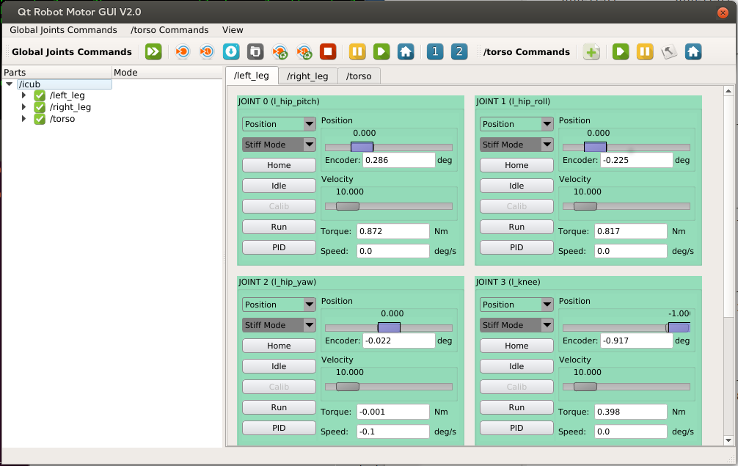 Qt Robot Motor GUI V2.0
Global Joints Commands /torso Commands View
Global Joints Commands 1 2 /torso Commands
Parts Mode
/icub
/left_leg
/right_leg
/torso
/left_leg /right_leg /torso
JOINT 0 (l_hip_pitch)
Position
Stiff Mode
Home
Idle
Calib
Run
PID
Position
0.000
Encoder: 0.286 deg
Velocity
10.000
Torque: 0.872 Nm
Speed: 0.0 deg/s
JOINT 1 (l_hip_roll)
Position
Stiff Mode
Home
Idle
Calib
Run
PID
Position
0.000
Encoder: -0.225 deg
Velocity
10.000
Torque: 0.817 Nm
Speed: 0.0 deg/s
JOINT 2 (l_hip_yaw)
Position
Stiff Mode
Home
Idle
Calib
Run
PID
Position
0.000
Encoder: -0.022 deg
Velocity
10.000
Torque: -0.001 Nm
Speed: -0.1 deg/s
JOINT 3 (l_knee)
Position
Stiff Mode
Home
Idle
Calib
Run
PID
Position
-1.00
Encoder: -0.917 deg
Velocity
10.000
Torque: 0.398 Nm
Speed: 0.0 deg/s